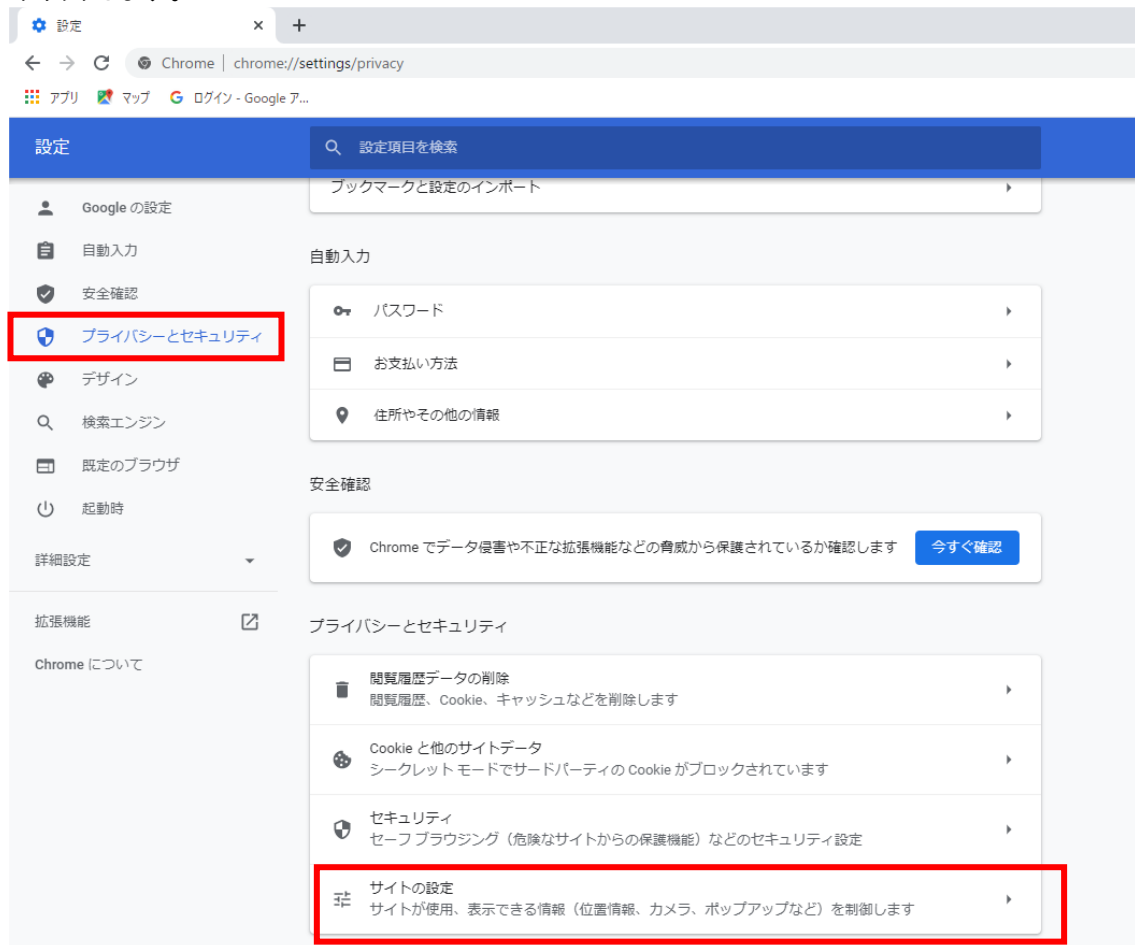 設定
Chrome | chrome://settings/privacy
アプリ マップ ログイン - Google ア...
設定
設定項目を検索
ブックマークと設定のインポート
Google の設定
自動入力
安全確認
プライバシーとセキュリティ
デザイン
検索エンジン
既定のブラウザ
起動時
詳細設定
拡張機能
Chrome について
自動入力
パスワード
お支払い方法
住所やその他の情報
安全確認
Chrome でデータ侵害や不正な拡張機能などの脅威から保護されているか確認します
今すぐ確認
プライバシーとセキュリティ
閲覧履歴データの削除
閲覧履歴、Cookie、キャッシュなどを削除します
Cookie と他のサイトデータ
シークレット モードでサードパーティの Cookie がブロックされています
セキュリティ
セーフ ブラウジング（危険なサイトからの保護機能）などのセキュリティ設定
サイトの設定
サイトが使用、表示できる情報（位置情報、カメラ、ポップアップなど）を制御します